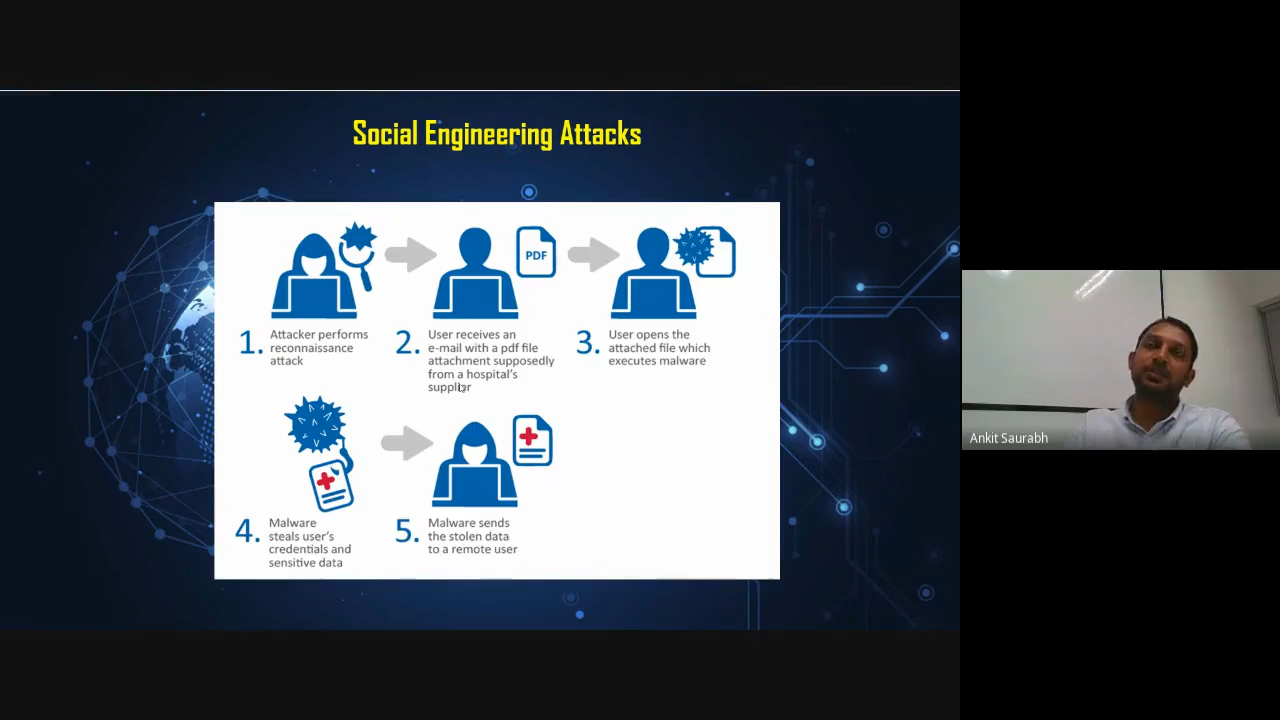 Social Engineering Attacks
PDF
1. Attacker performs
reconnaissance
attack
2. User receives an
e-mail with a pdf file
attachment supposedly
from a hospital's
supplier
3. User opens the
attached file which
executes malware
4. Malware
steals user's
credentials and
sensitive data
5. Malware sends
the stolen data
to a remote user
Ankit Saurabh